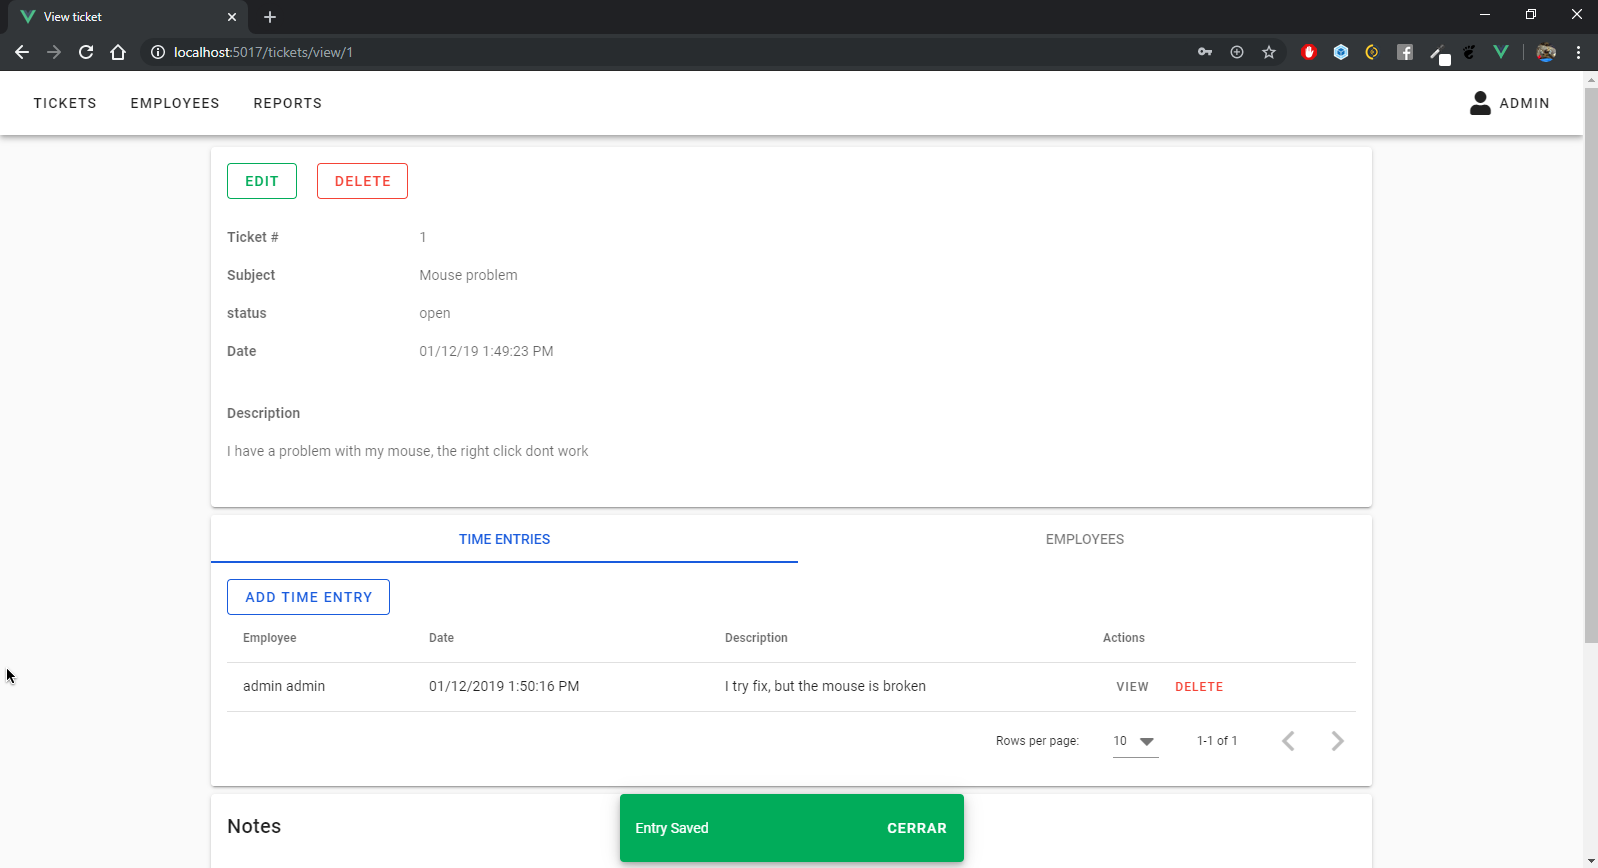 View ticket
localhost:5017/tickets/view/1
TICKETS EMPLOYEES REPORTS ADMIN
EDIT DELETE
Ticket # 1
Subject Mouse problem
status open
Date 01/12/19 1:49:23 PM
Description
I have a problem with my mouse, the right click dont work
TIME ENTRIES EMPLOYEES
ADD TIME ENTRY
Employee Date Description Actions
admin admin 01/12/2019 1:50:16 PM I try fix, but the mouse is broken VIEW DELETE
Rows per page: 10 1-1 of 1
Notes
Entry Saved CERRAR